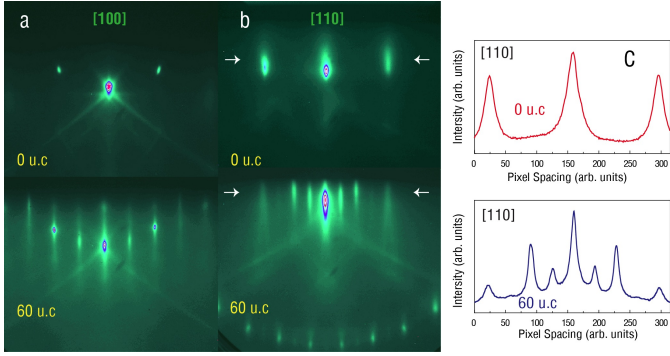 a
[100]
0 u.c
60 u.c
b
[110]
0 u.c
60 u.c
C
[110]
0 u.c
Intensity (arb. units)
0 50 100 150 200 250 300
Pixel Spacing (arb. units)
[110]
60 u.c
Intensity (arb. units)
0 50 100 150 200 250 300
Pixel Spacing (arb. units)